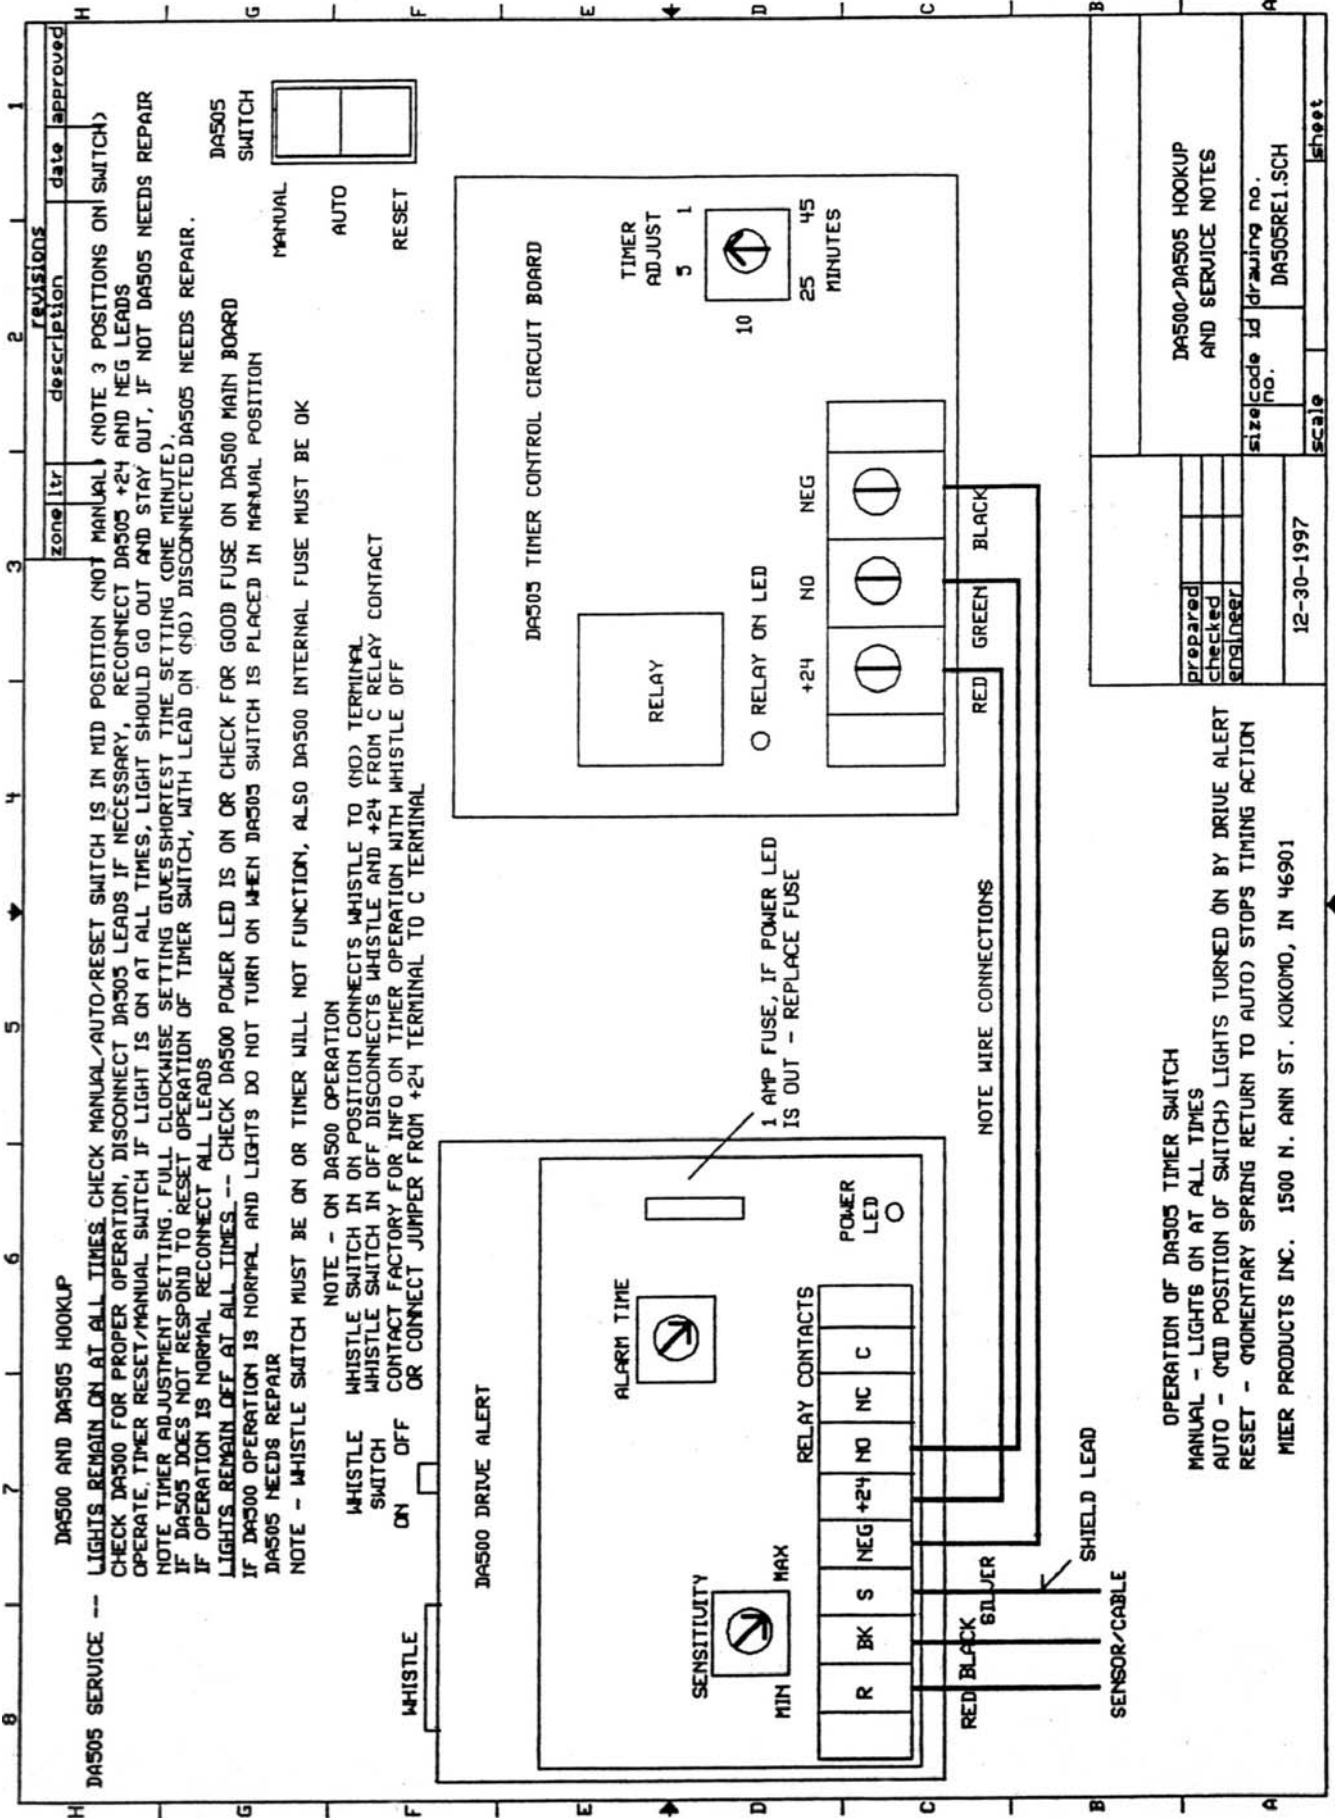 8 7 6 5 4 3 2 1
H
G
F
E
D
C
B
A
H
G
F
E
D
C
B
A
revisions
zone ltr description date approved
DA500 AND DA505 HOOKUP
DA505 SERVICE -- LIGHTS REMAIN ON AT ALL TIMES CHECK MANUAL/AUTO/RESET SWITCH IS IN MID POSITION (NOT MANUAL) (NOTE 3 POSITIONS ON SWITCH)
CHECK DA500 FOR PROPER OPERATION, DISCONNECT DA505 LEADS IF NECESSARY, RECONNECT DA505 +24 AND NEG LEADS
OPERATE TIMER RESET/MANUAL SWITCH IF LIGHT IS ON AT ALL TIMES, LIGHT SHOULD GO OUT AND STAY OUT, IF NOT DA505 NEEDS REPAIR
NOTE TIMER ADJUSTMENT SETTING, FULL CLOCKWISE SETTING GIVES SHORTEST TIME SETTING (ONE MINUTE).
IF DA505 DOES NOT RESPOND TO RESET OPERATION OF TIMER SWITCH, WITH LEAD ON (NO) DISCONNECTED DA505 NEEDS REPAIR.
IF OPERATION IS NORMAL RECONNECT ALL LEADS
LIGHTS REMAIN OFF AT ALL TIMES -- CHECK DA500 POWER LED IS ON OR CHECK FOR GOOD FUSE ON DA500 MAIN BOARD
IF DA500 OPERATION IS NORMAL AND LIGHTS DO NOT TURN ON WHEN DA505 SWITCH IS PLACED IN MANUAL POSITION
DA505 NEEDS REPAIR
NOTE - WHISTLE SWITCH MUST BE ON OR TIMER WILL NOT FUNCTION, ALSO DA500 INTERNAL FUSE MUST BE OK
NOTE - ON DA500 OPERATION
WHISTLE SWITCH IN ON POSITION CONNECTS WHISTLE TO (NO) TERMINAL
WHISTLE SWITCH IN OFF DISCONNECTS WHISTLE AND +24 FROM C RELAY CONTACT
CONTACT FACTORY FOR INFO ON TIMER OPERATION WITH WHISTLE OFF
OR CONNECT JUMPER FROM +24 TERMINAL TO C TERMINAL
DA505
SWITCH
MANUAL
AUTO
RESET
WHISTLE
WHISTLE
SWITCH
ON OFF
DA500 DRIVE ALERT
ALARM TIME
SENSITIVITY
MIN MAX
1 AMP FUSE, IF POWER LED
IS OUT - REPLACE FUSE
POWER
LED
RELAY CONTACTS
R BK S NEG +24 NO NC C
RED BLACK SILVER
SHIELD LEAD
SENSOR/CABLE
NOTE WIRE CONNECTIONS
DA505 TIMER CONTROL CIRCUIT BOARD
RELAY
RELAY ON LED
+24 NO NEG
RED GREEN BLACK
TIMER
ADJUST
5 1
10
25 45
MINUTES
OPERATION OF DA505 TIMER SWITCH
MANUAL - LIGHTS ON AT ALL TIMES
AUTO - (MID POSITION OF SWITCH) LIGHTS TURNED ON BY DRIVE ALERT
RESET - (MOMENTARY SPRING RETURN TO AUTO) STOPS TIMING ACTION
MIER PRODUCTS INC. 1500 N. ANN ST. KOKOMO, IN 46901
prepared
checked
engineer
12-30-1997
DA500/DA505 HOOKUP
AND SERVICE NOTES
size code id no. drawing no.
DA505RE1.SCH
scale sheet